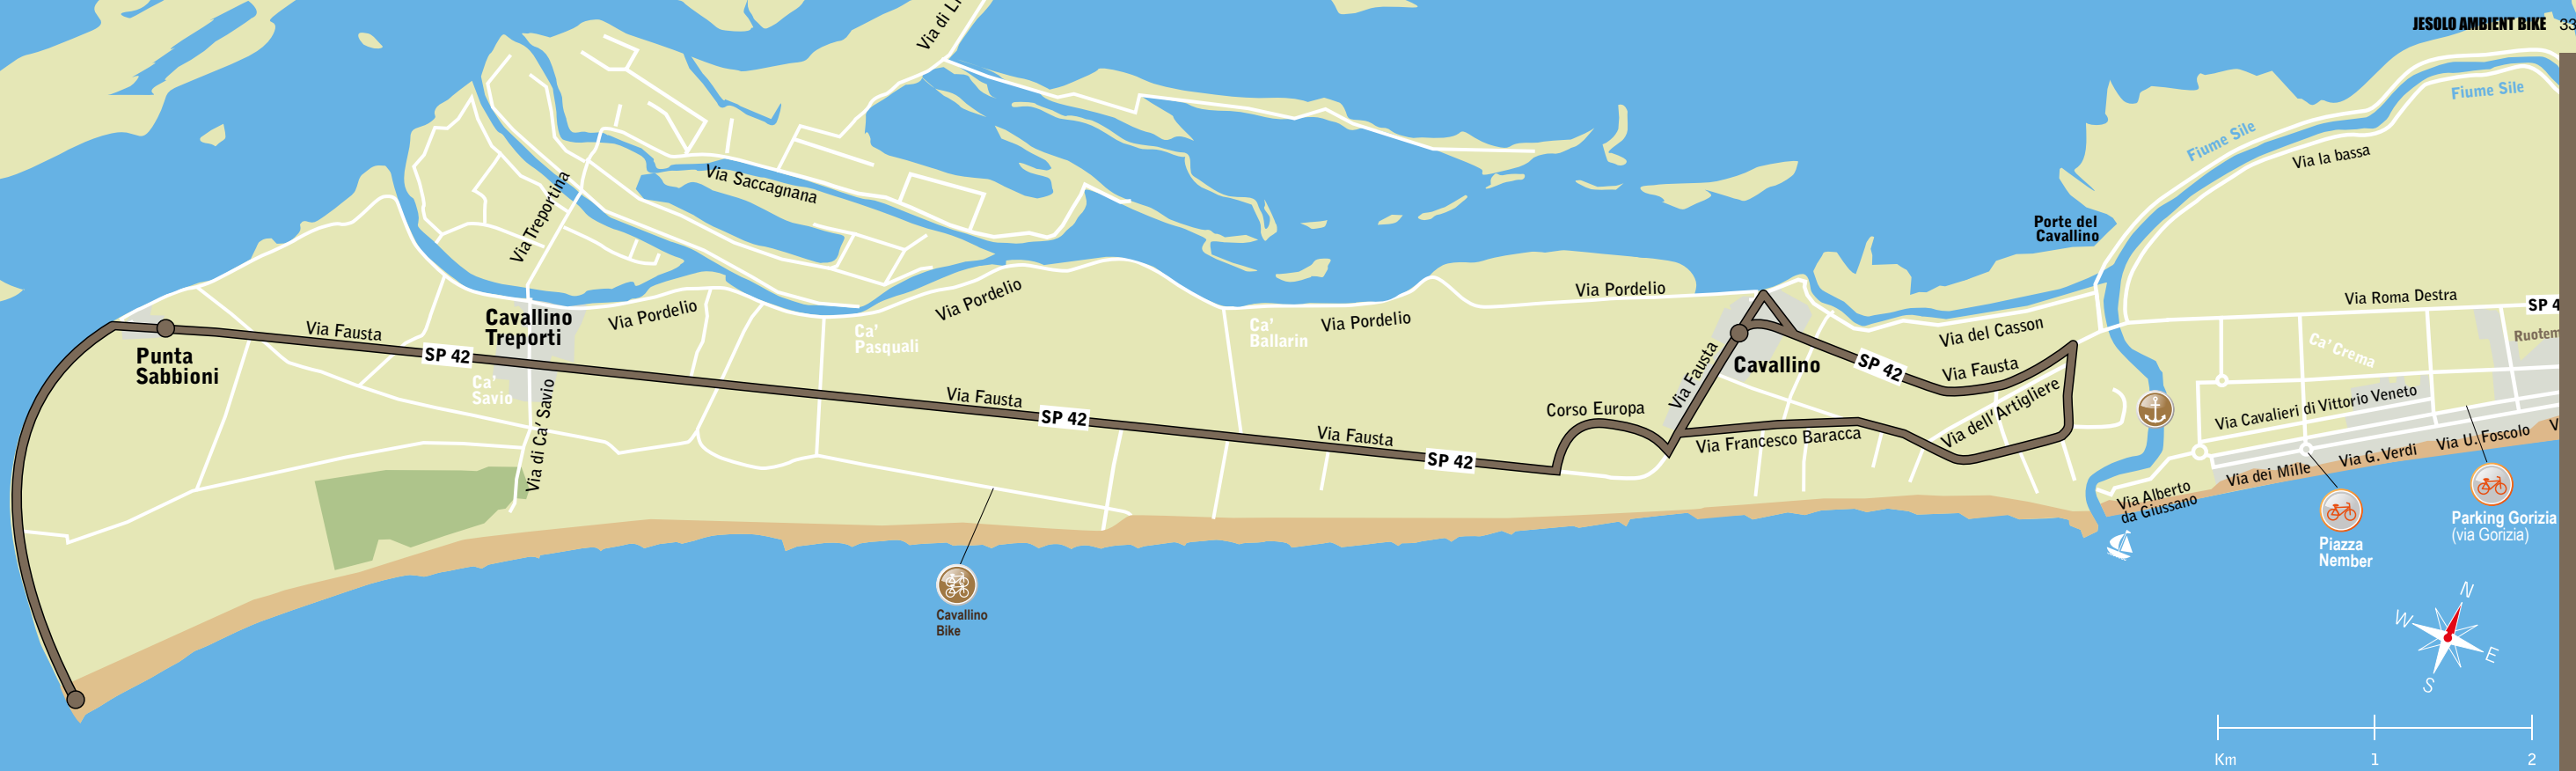 JESOLO AMBIENT BIKE 33
Via di Li
Fiume Sile
Fiume Sile
Via la bassa
Via Saccagnana
Via Treportina
Porte del
Cavallino
Via Pordelio
Via Pordelio
Via Pordelio
Via Pordelio
Via Roma Destra
SP 4
Ruotem
Cavallino
Treporti
Ca'
Pasquali
Ca'
Ballarin
Via del Casson
Via Fausta
SP 42
Punta
Sabbioni
Ca'
Savio
Via di Ca' Savio
Via Fausta
SP 42
Via Fausta
SP 42
Corso Europa
Via Fausta
Cavallino
SP 42
Via Fausta
Via dell'Artigliere
Via Francesco Baracca
Ca' Crema
Via Cavalieri di Vittorio Veneto
Via Alberto
da Giussano
Via dei Mille
Via G. Verdi
Via U. Foscolo
V
Piazza
Nember
Parking Gorizia
(via Gorizia)
Cavallino
Bike
N
W
E
S
Km 1 2